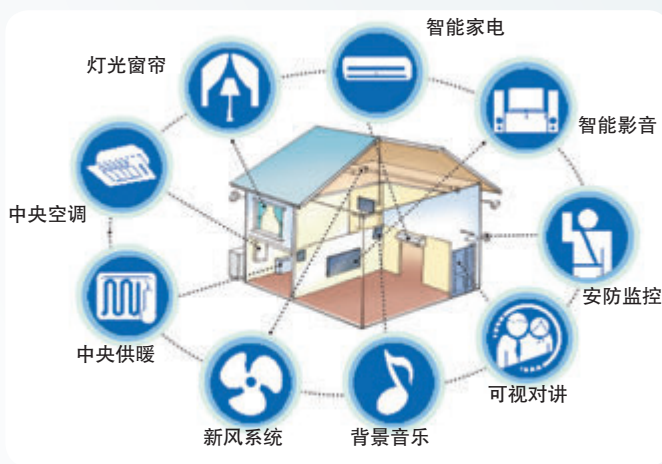 智能家电
灯光窗帘
智能影音
中央空调
安防监控
中央供暖
可视对讲
新风系统
背景音乐